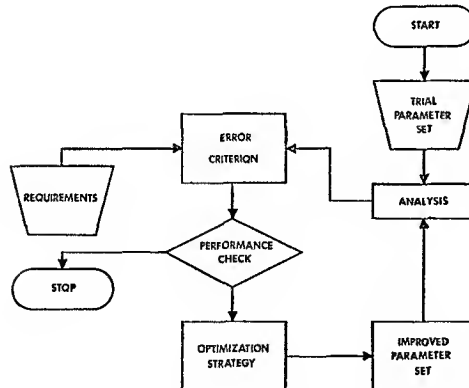 START
TRIAL
PARAMETER
SET
ERROR
CRITERION
REQUIREMENTS
ANALYSIS
PERFORMANCE
CHECK
STOP
OPTIMIZATION
STRATEGY
IMPROVED
PARAMETER
SET